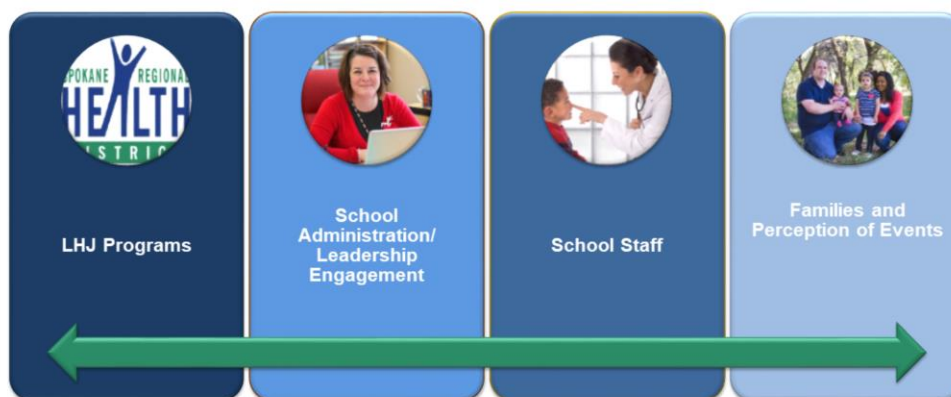 SPOKANE REGIONAL
HEALTH
DISTRICT
LHJ Programs
School
Administration/
Leadership
Engagement
School Staff
Families and
Perception of Events